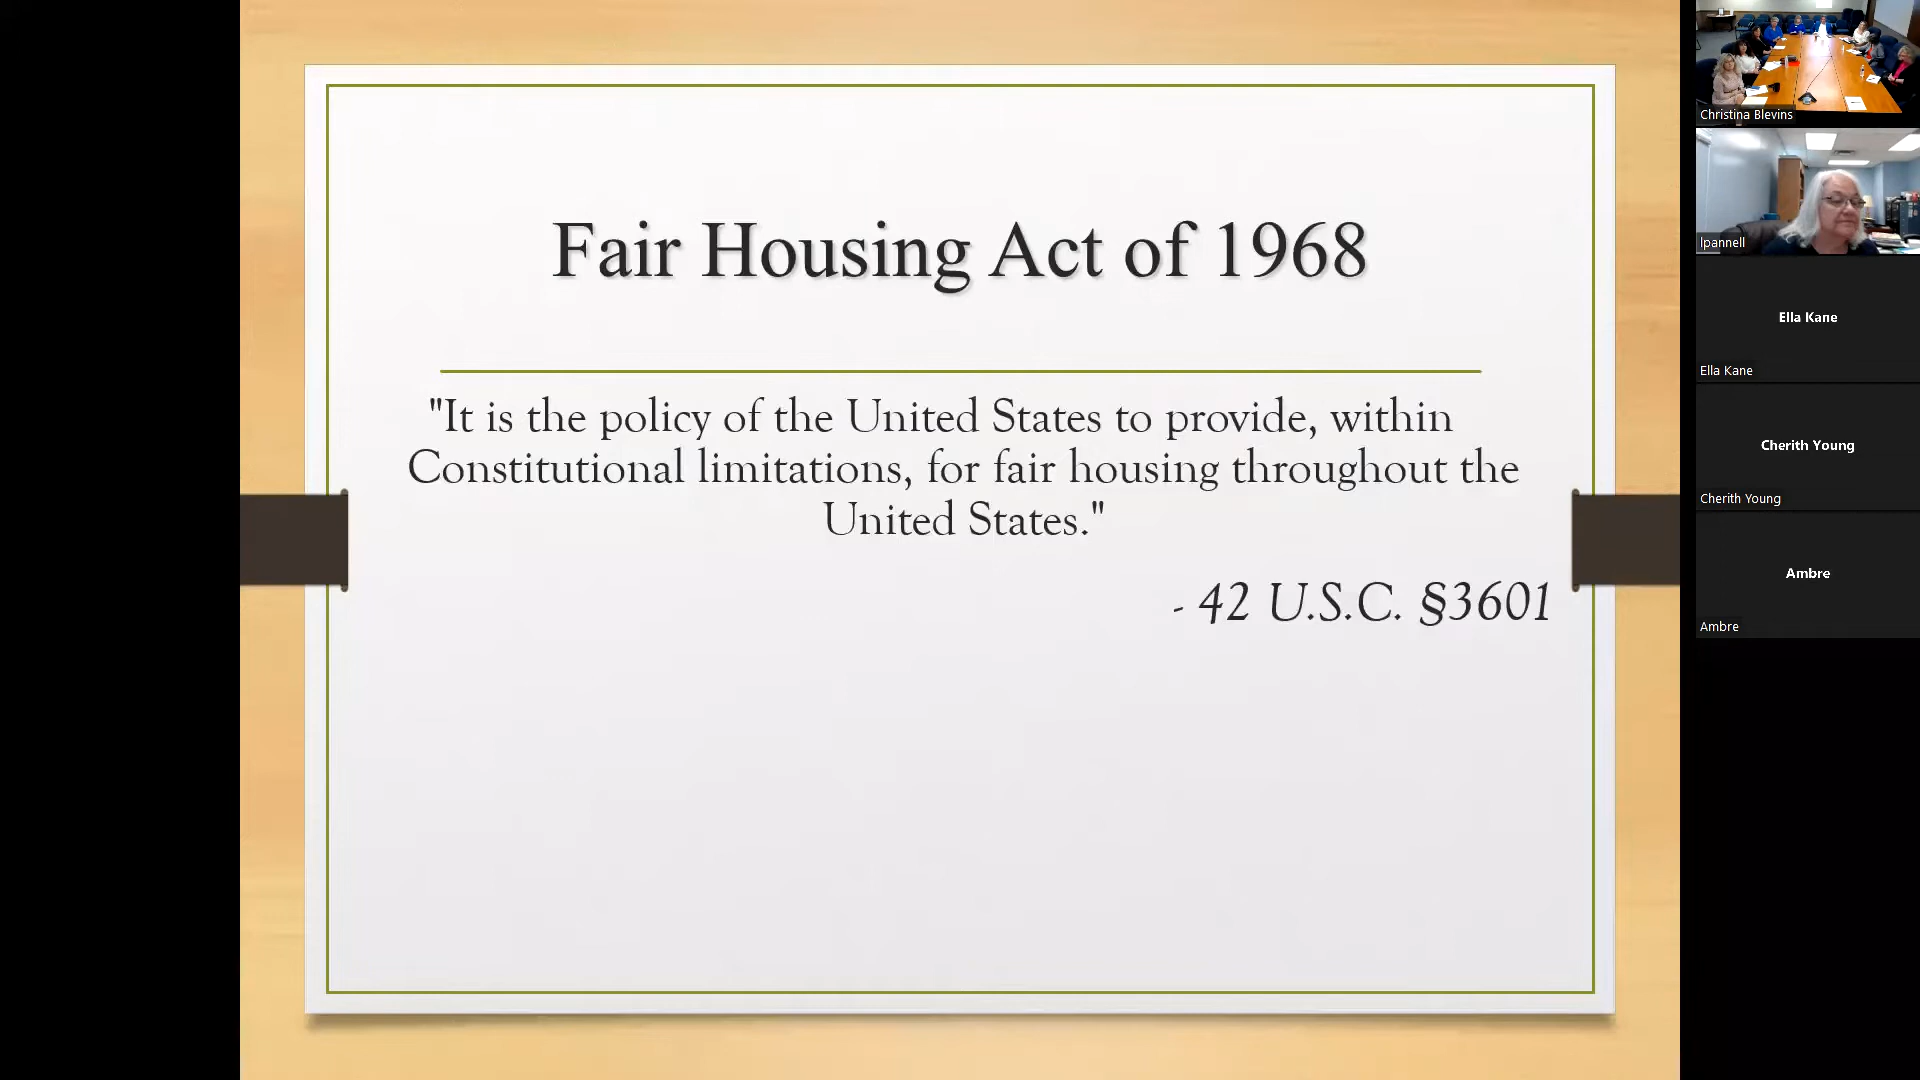 Fair Housing Act of 1968
"It is the policy of the United States to provide, within
Constitutional limitations, for fair housing throughout the
United States."
- 42 U.S.C. §3601
Christina Blevins
lpannell
Ella Kane
Ella Kane
Cherith Young
Cherith Young
Ambre
Ambre